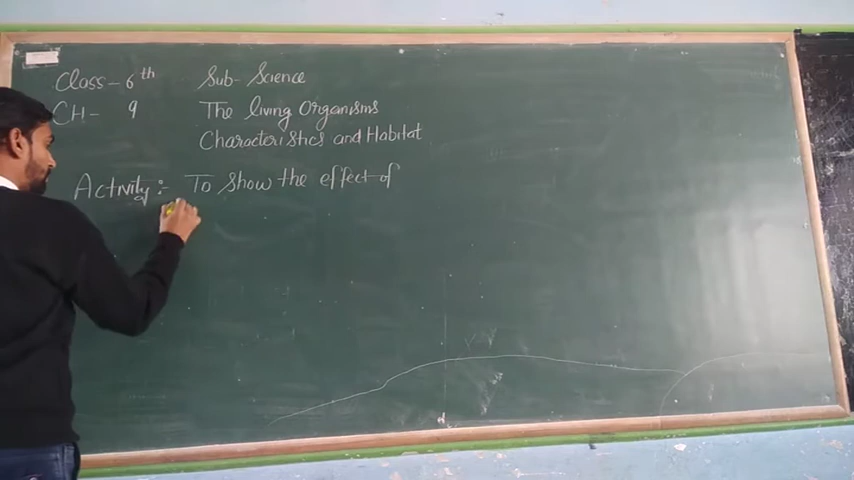 Class - 6th Sub - Science
CH - 9 The Living Organisms
Characteristics and Habitat
Activity :- To Show the effect of